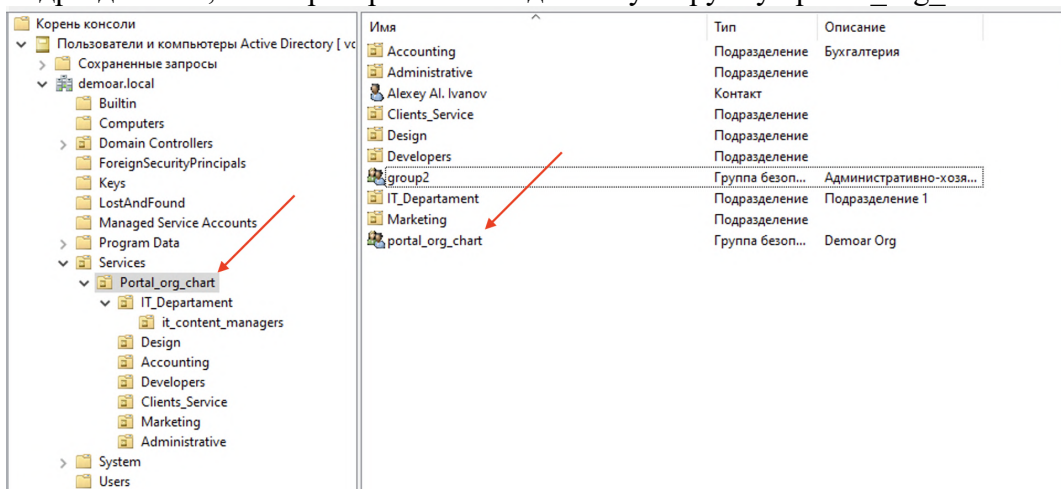 Корень консоли
Пользователи и компьютеры Active Directory [ vc
Сохраненные запросы
demoar.local
Builtin
Computers
Domain Controllers
ForeignSecurityPrincipals
Keys
LostAndFound
Managed Service Accounts
Program Data
Services
Portal_org_chart
IT_Departament
it_content_managers
Design
Accounting
Developers
Clients_Service
Marketing
Administrative
System
Users
Имя Тип Описание
Accounting Подразделение Бухгалтерия
Administrative Подразделение
Alexey Al. Ivanov Контакт
Clients_Service Подразделение
Design Подразделение
Developers Подразделение
group2 Группа безоп... Административно-хозя...
IT_Departament Подразделение Подразделение 1
Marketing Подразделение
portal_org_chart Группа безоп... Demoar Org